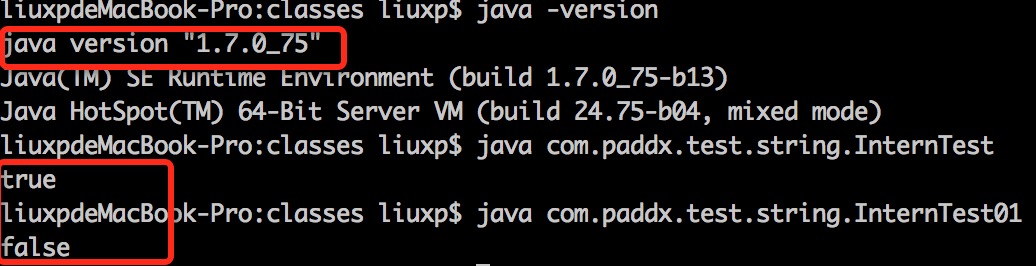 liuxpdeMacBook-Pro:classes liuxp$ java -version
java version "1.7.0_75"
Java(TM) SE Runtime Environment (build 1.7.0_75-b13)
Java HotSpot(TM) 64-Bit Server VM (build 24.75-b04, mixed mode)
liuxpdeMacBook-Pro:classes liuxp$ java com.paddx.test.string.InternTest
true
liuxpdeMacBook-Pro:classes liuxp$ java com.paddx.test.string.InternTest01
false